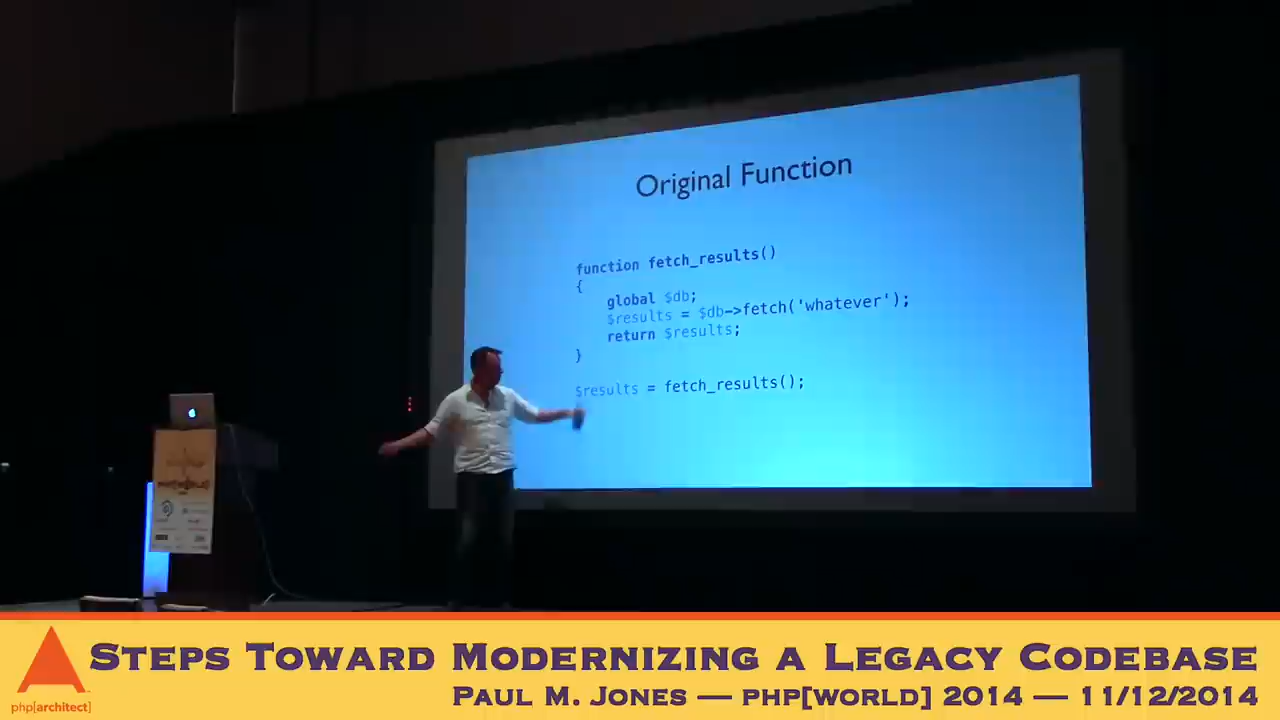 Original Function
function fetch_results()
{
global $db;
$results = $db->fetch('whatever');
return $results;
}
$results = fetch_results();
STEPS TOWARD MODERNIZING A LEGACY CODEBASE
PAUL M. JONES — PHP[WORLD] 2014 — 11/12/2014
php[architect]